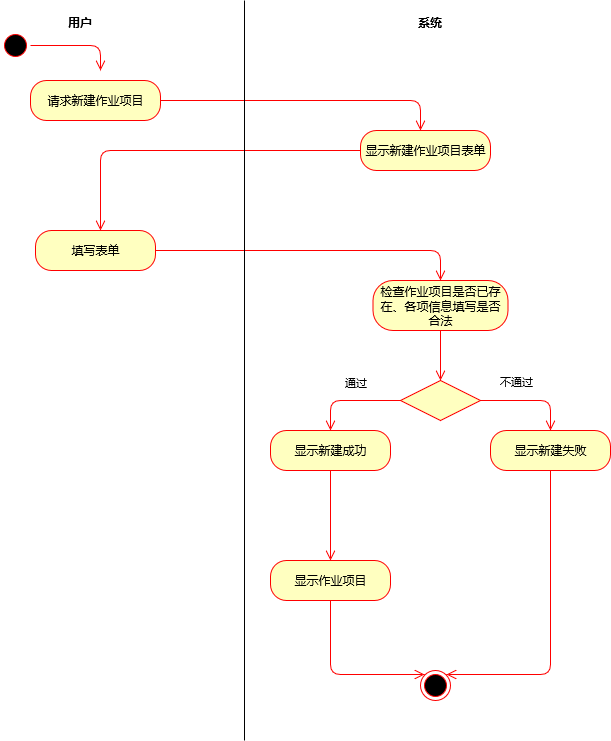 用户
系统
请求新建作业项目
显示新建作业项目表单
填写表单
检查作业项目是否已存
在、各项信息填写是否
合法
通过
不通过
显示新建成功
显示新建失败
显示作业项目